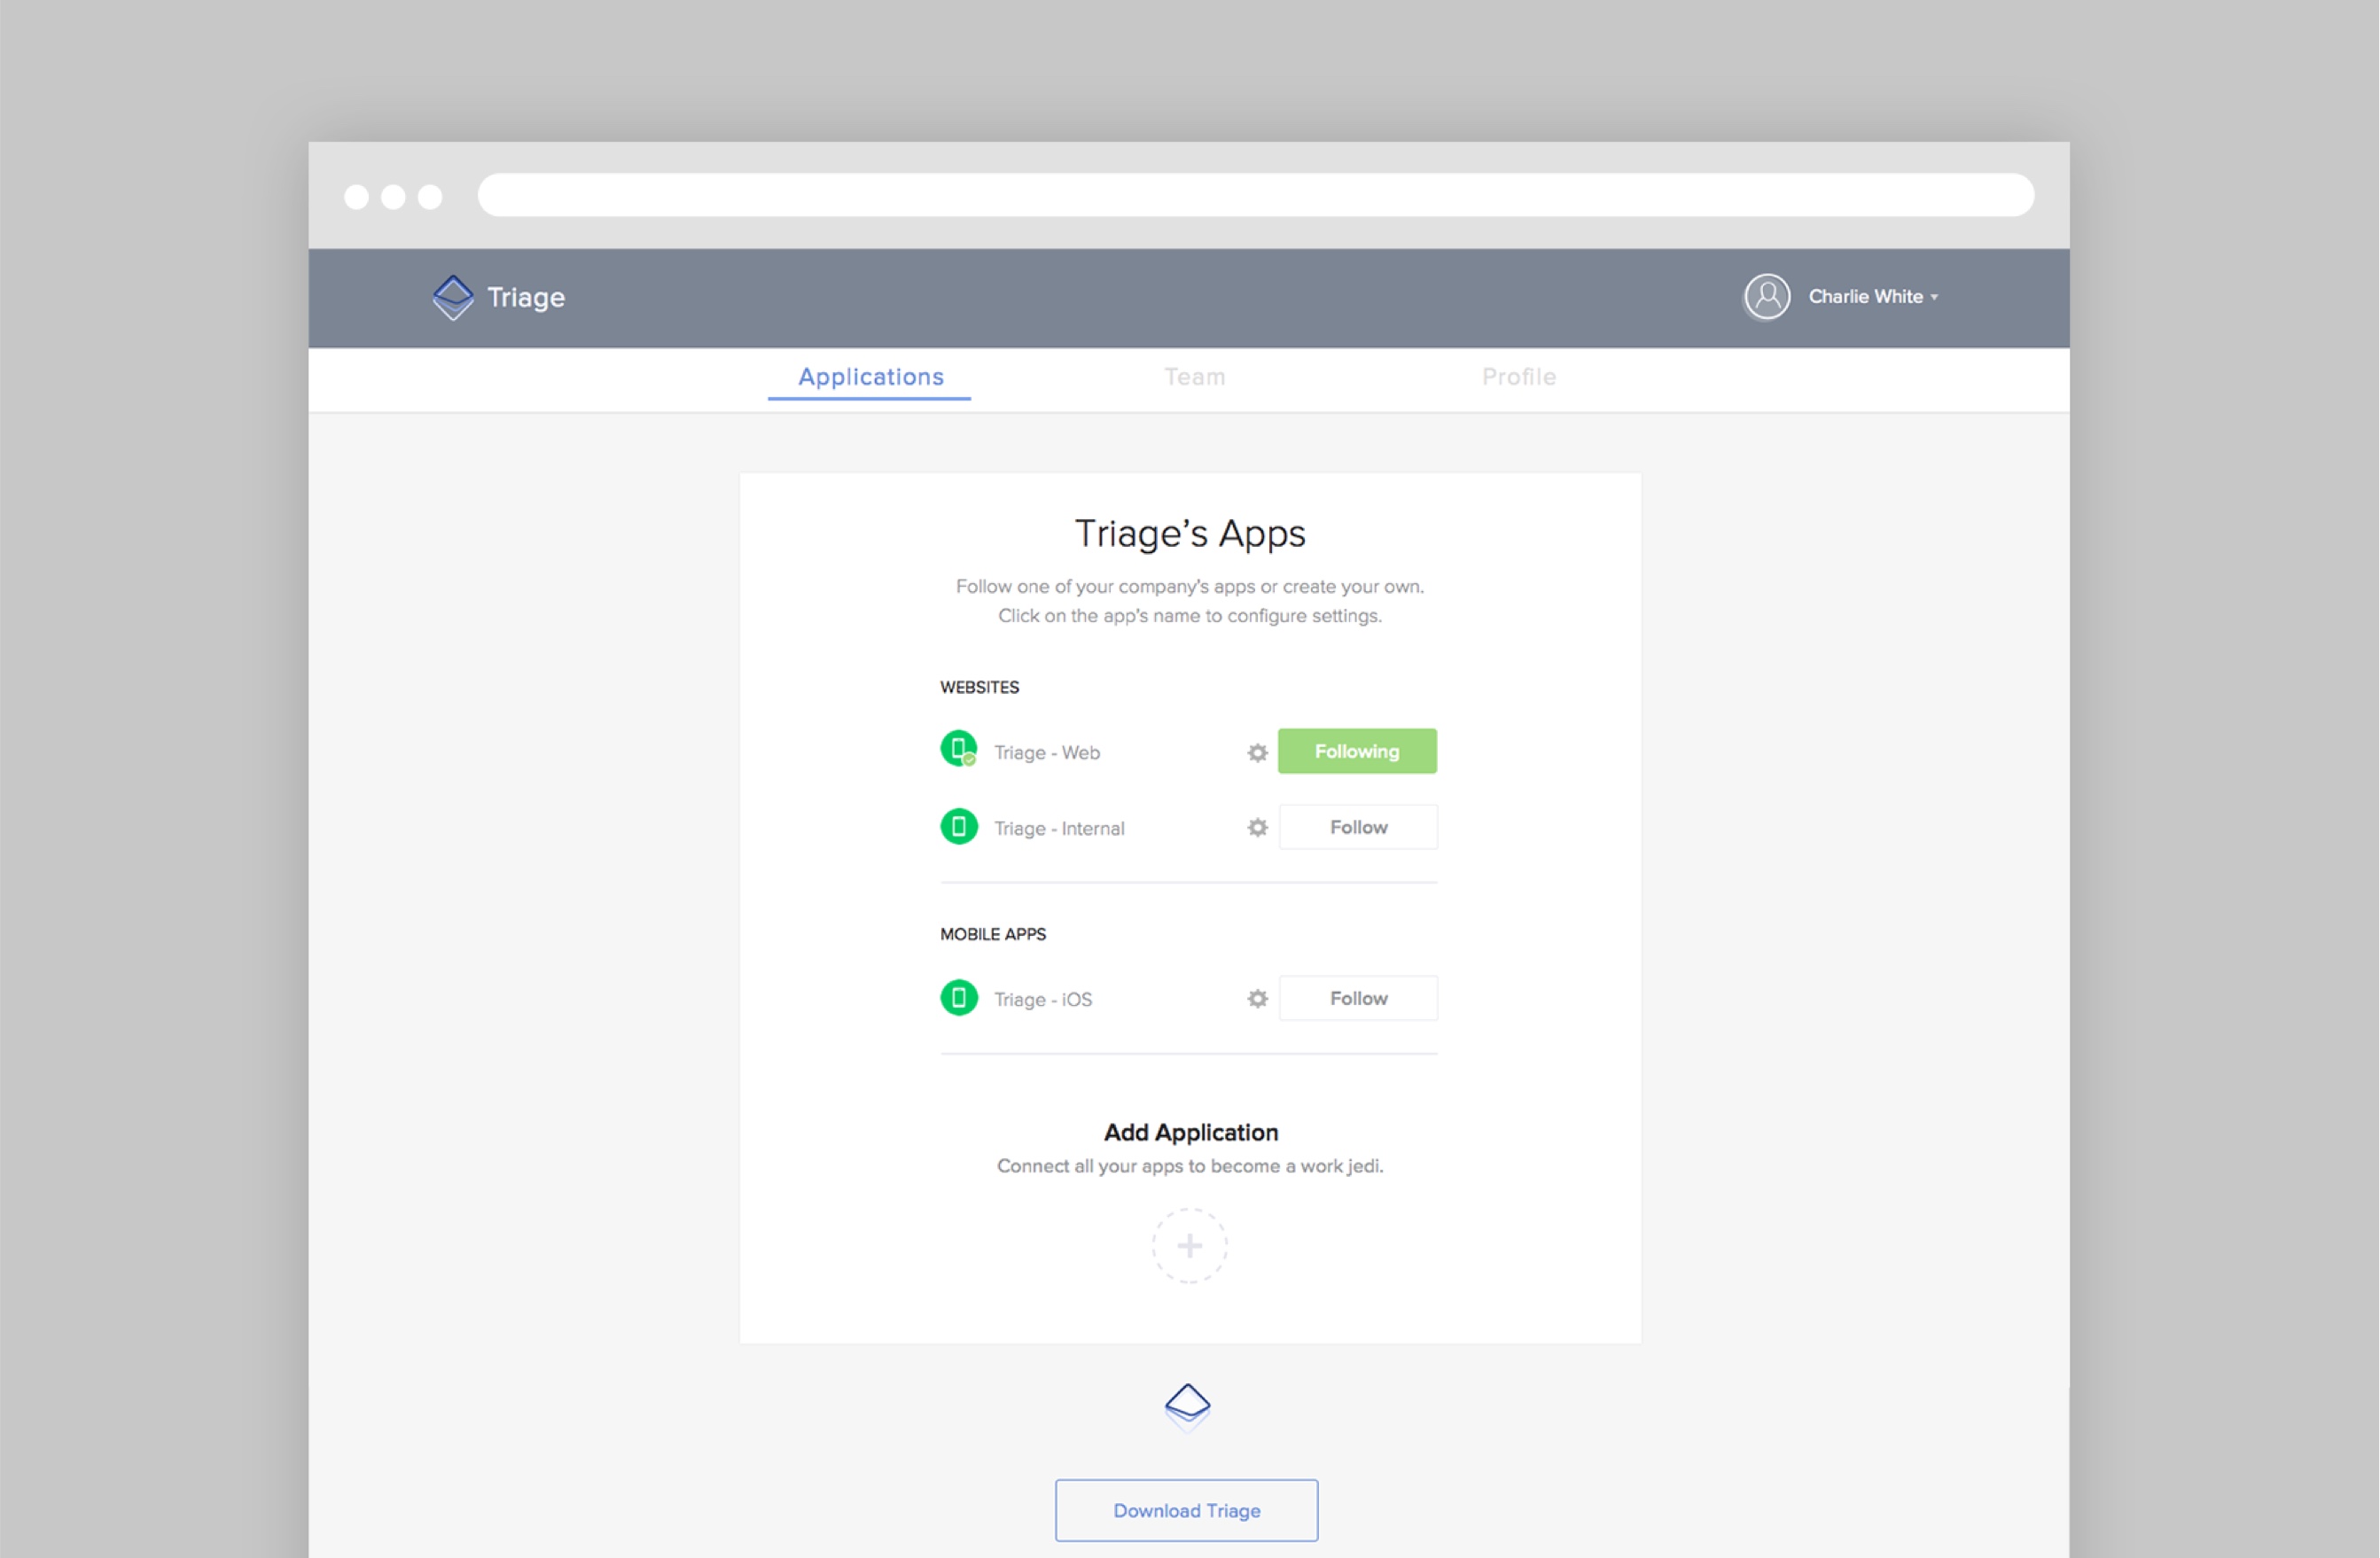 Triage
Charlie White
Applications
Team
Profile
Triage’s Apps
Follow one of your company’s apps or create your own.
Click on the app’s name to configure settings.
WEBSITES
Triage - Web
Following
Triage - Internal
Follow
MOBILE APPS
Triage - iOS
Follow
Add Application
Connect all your apps to become a work jedi.
Download Triage